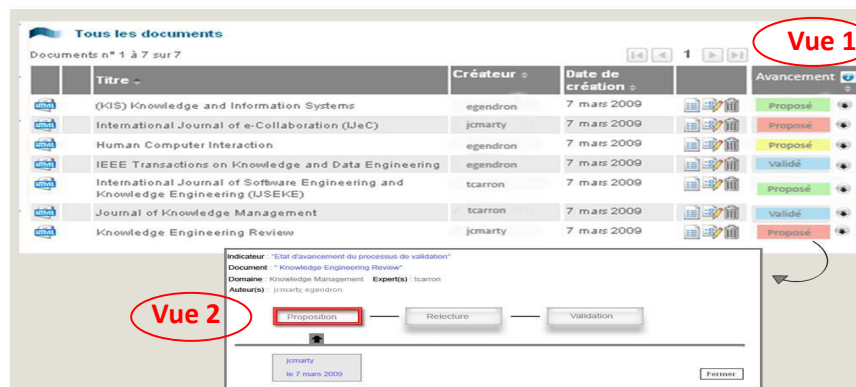 Tous les documents
Vue 1
Documents n° 1 à 7 sur 7
1
Titre
Créateur
Date de création
Avancement
(KIS) Knowledge and Information Systems egendron 7 mars 2009 Proposé
International Journal of e-Collaboration (IJeC) jcmarty 7 mars 2009 Proposé
Human Computer Interaction egendron 7 mars 2009 Proposé
IEEE Transactions on Knowledge and Data Engineering egendron 7 mars 2009 Validé
International Journal of Software Engineering and
Knowledge Engineering (IJSEKE) tcarron 7 mars 2009 Proposé
Journal of Knowledge Management tcarron 7 mars 2009 Validé
Knowledge Engineering Review jcmarty 7 mars 2009 Proposé
Indicateur : "Etat d'avancement du processus de validation"
Document : " Knowledge Engineering Review"
Domaine : Knowledge Management Expert(s) : tcarron
Auteur(s) : jcmarty, egendron
Vue 2
Proposition Relecture Validation
jcmarty
le 7 mars 2009
Fermer